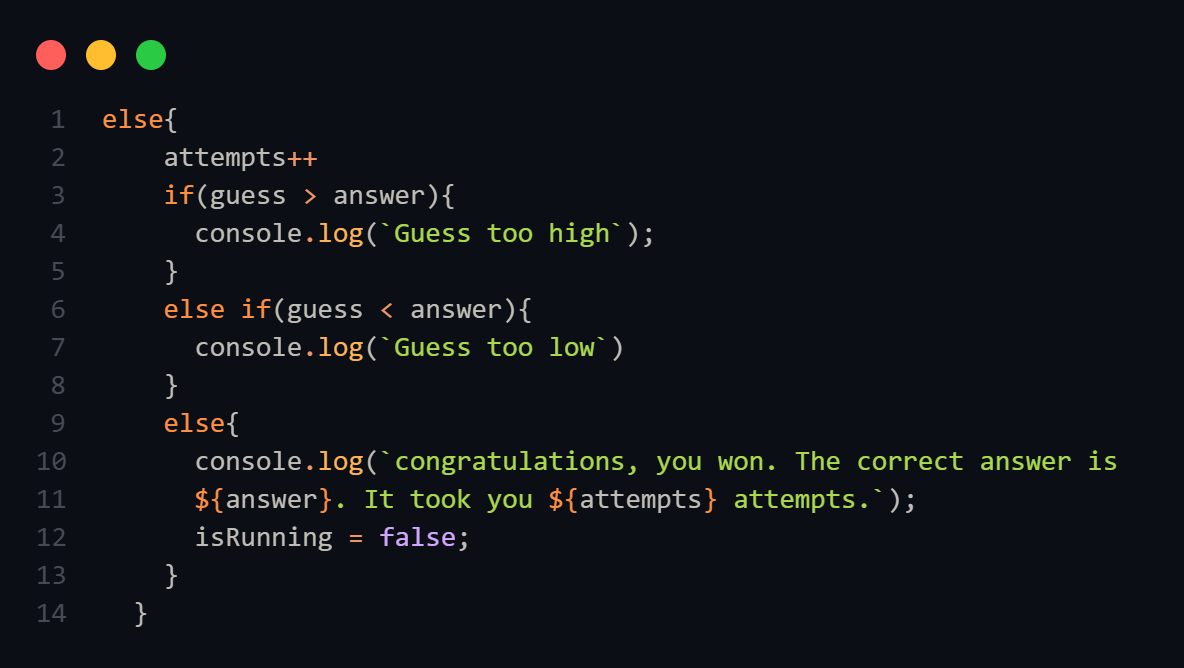 1 else{
2     attempts++
3     if(guess > answer){
4       console.log(`Guess too high`);
5     }
6     else if(guess < answer){
7       console.log(`Guess too low`)
8     }
9     else{
10       console.log(`congratulations, you won. The correct answer is
11       ${answer}. It took you ${attempts} attempts.`);
12       isRunning = false;
13     }
14   }